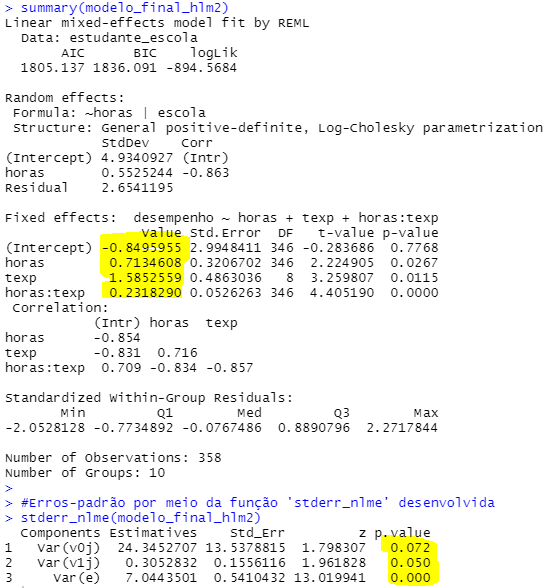 > summary(modelo_final_hlm2)
Linear mixed-effects model fit by REML
  Data: estudante_escola
       AIC      BIC    logLik
  1805.137 1836.091 -894.5684

Random effects:
 Formula: ~horas | escola
 Structure: General positive-definite, Log-Cholesky parametrization
            StdDev    Corr
(Intercept) 4.9340927 (Intr)
horas       0.5525244 -0.863
Residual    2.6541195

Fixed effects:  desempenho ~ horas + texp + horas:texp
                 Value Std.Error  DF   t-value p-value
(Intercept) -0.8495955 2.9948411 346 -0.283686  0.7768
horas        0.7134608 0.3206702 346  2.224905  0.0267
texp         1.5852559 0.4863036   8  3.259807  0.0115
horas:texp   0.2318290 0.0526263 346  4.405190  0.0000
 Correlation:
           (Intr) horas  texp
horas      -0.854
texp       -0.831  0.716
horas:texp  0.709 -0.834 -0.857

Standardized Within-Group Residuals:
       Min         Q1        Med         Q3        Max
-2.0528128 -0.7734892 -0.0767486  0.8890796  2.2717844

Number of Observations: 358
Number of Groups: 10
>
> #Erros-padrão por meio da função 'stderr_nlme' desenvolvida
> stderr_nlme(modelo_final_hlm2)
  Components Estimatives    Std_Err         z p.value
1   Var(v0j)  24.3452707 13.5378815  1.798307   0.072
2   Var(v1j)   0.3052832  0.1556116  1.961828   0.050
3     Var(e)   7.0443501  0.5410432 13.019941   0.000